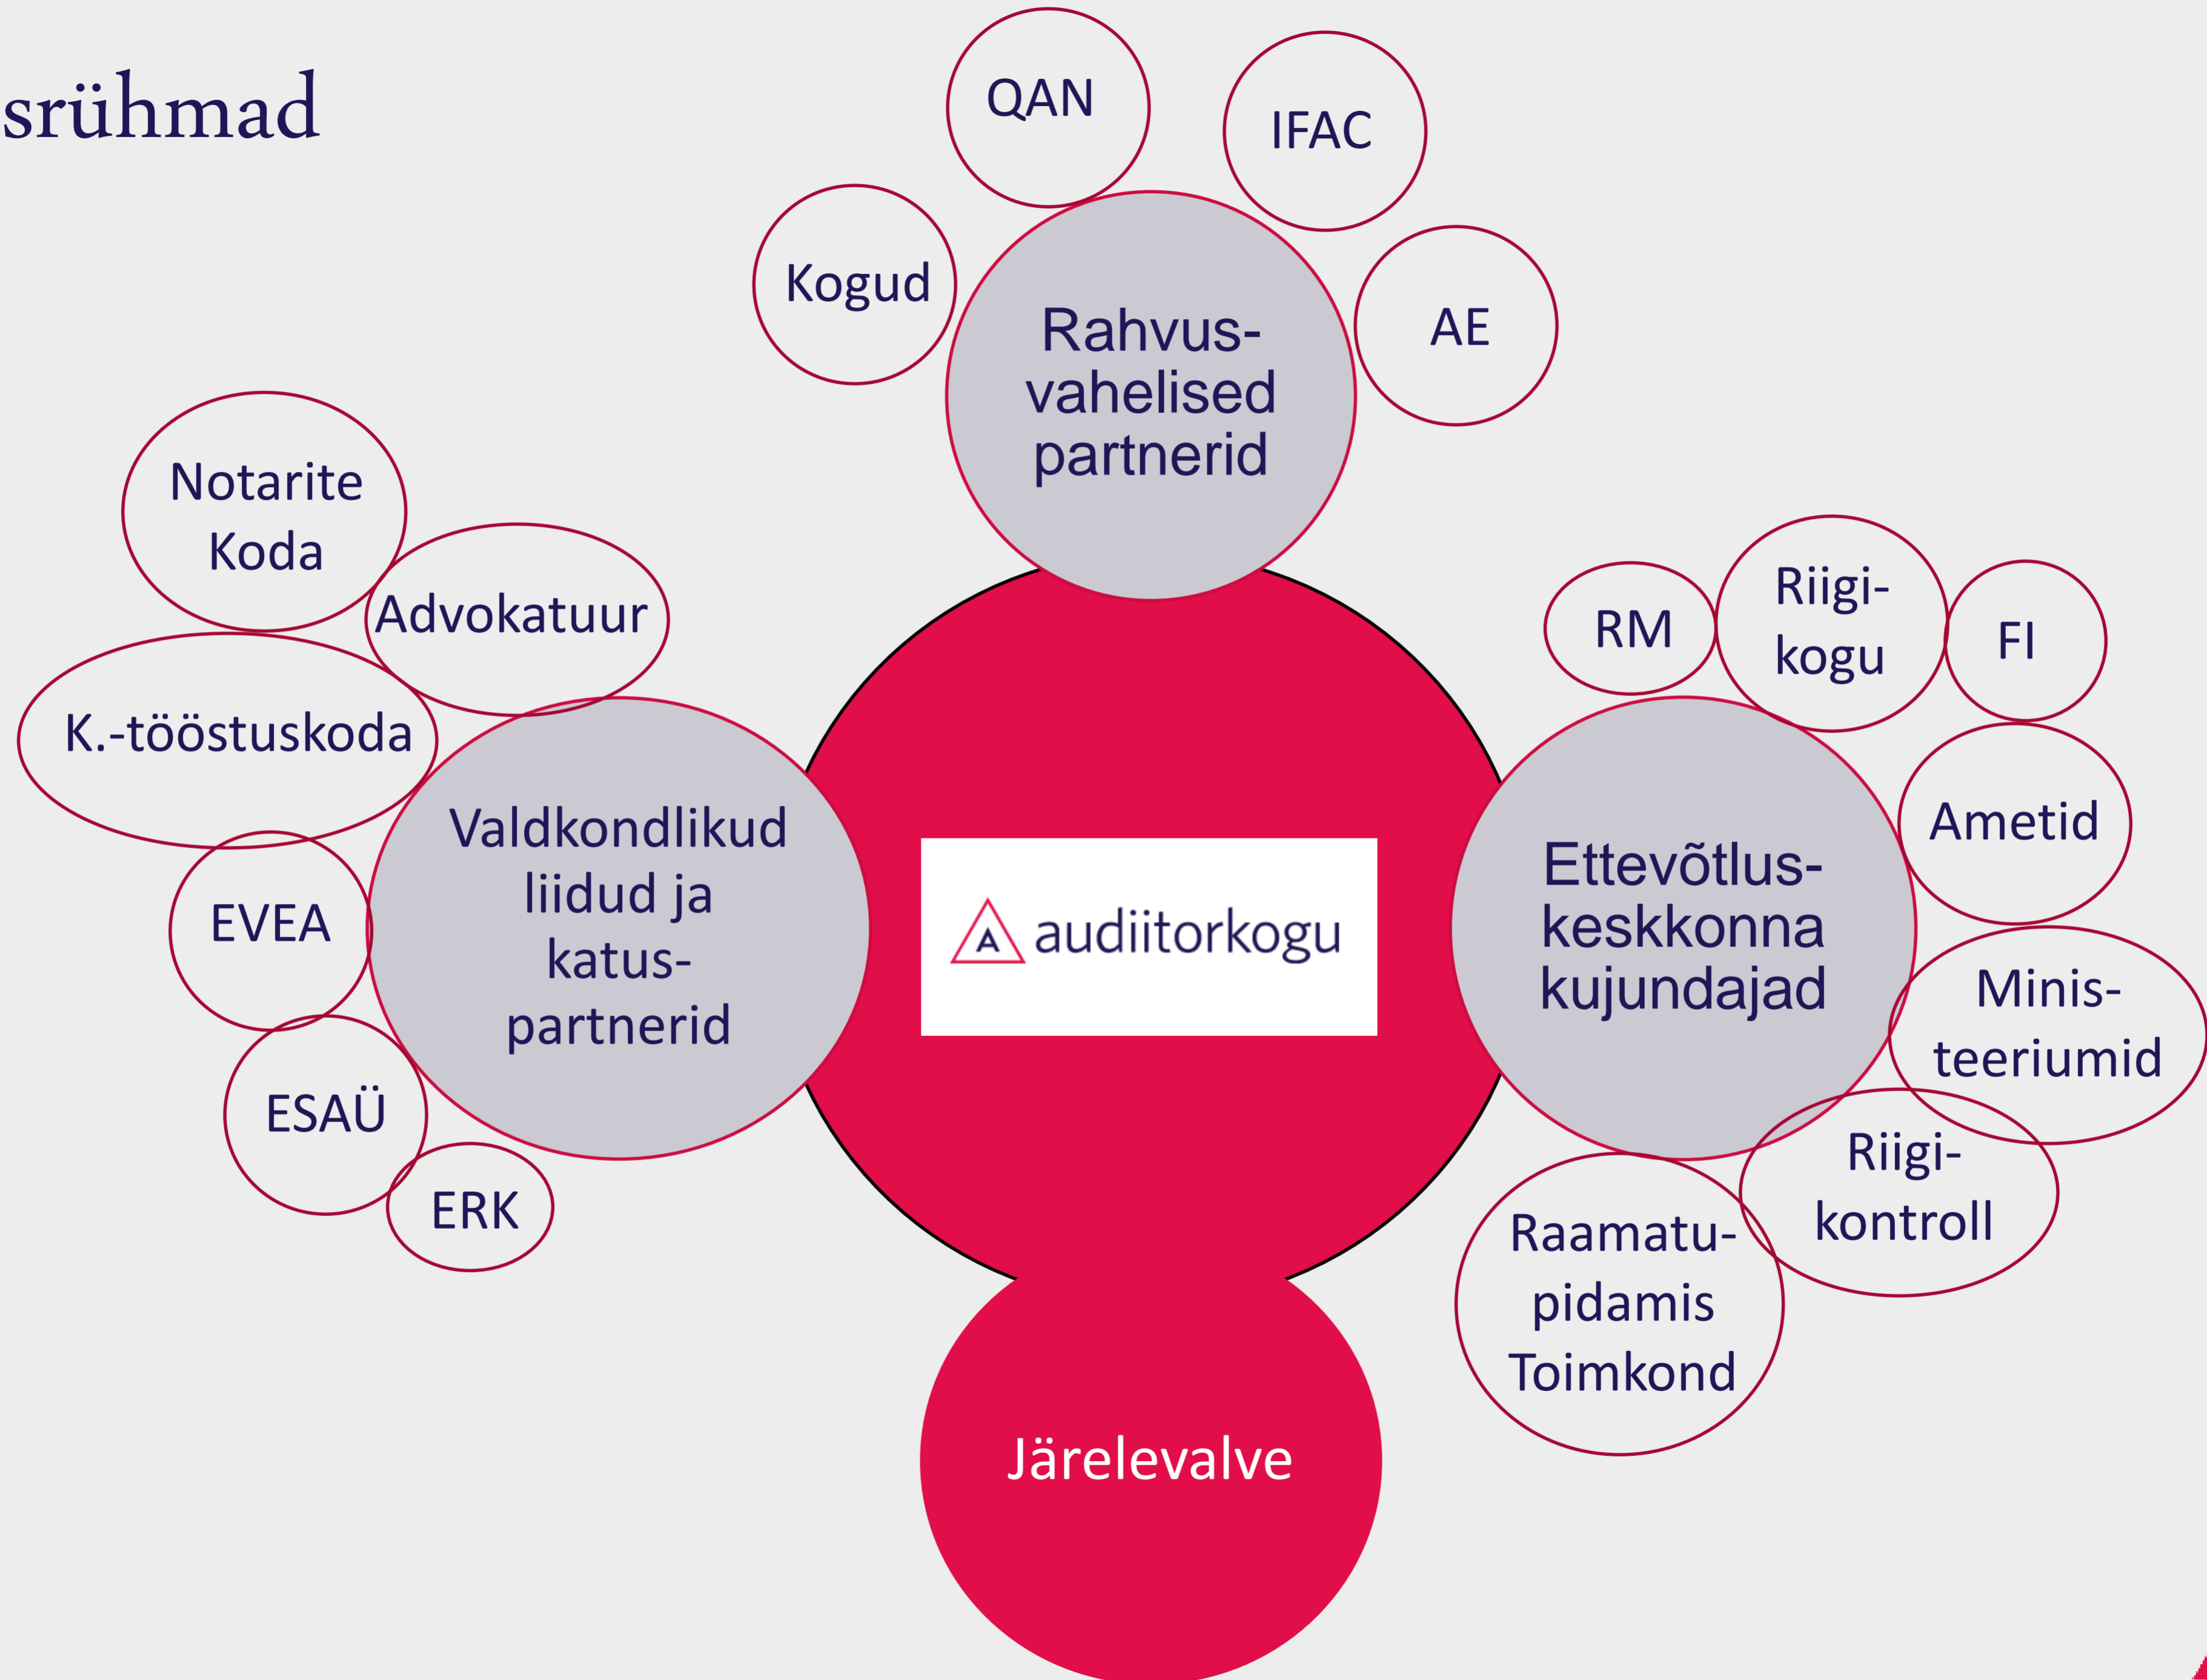 srühmad
QAN
IFAC
Kogud
AE
Rahvus-
vahelised
partnerid
Notarite
Koda
Advokatuur
K.-tööstuskoda
EVEA
ESAÜ
ERK
Valdkondlikud
liidud ja
katus-
partnerid
A
audiitorkogu
Ettevõtlus-
keskkonna
kujundajad
RM
Riigi-
kogu
FI
Ametid
Minis-
teeriumid
Riigi-
kontroll
Raamatu-
pidamis
Toimkond
Järelevalve